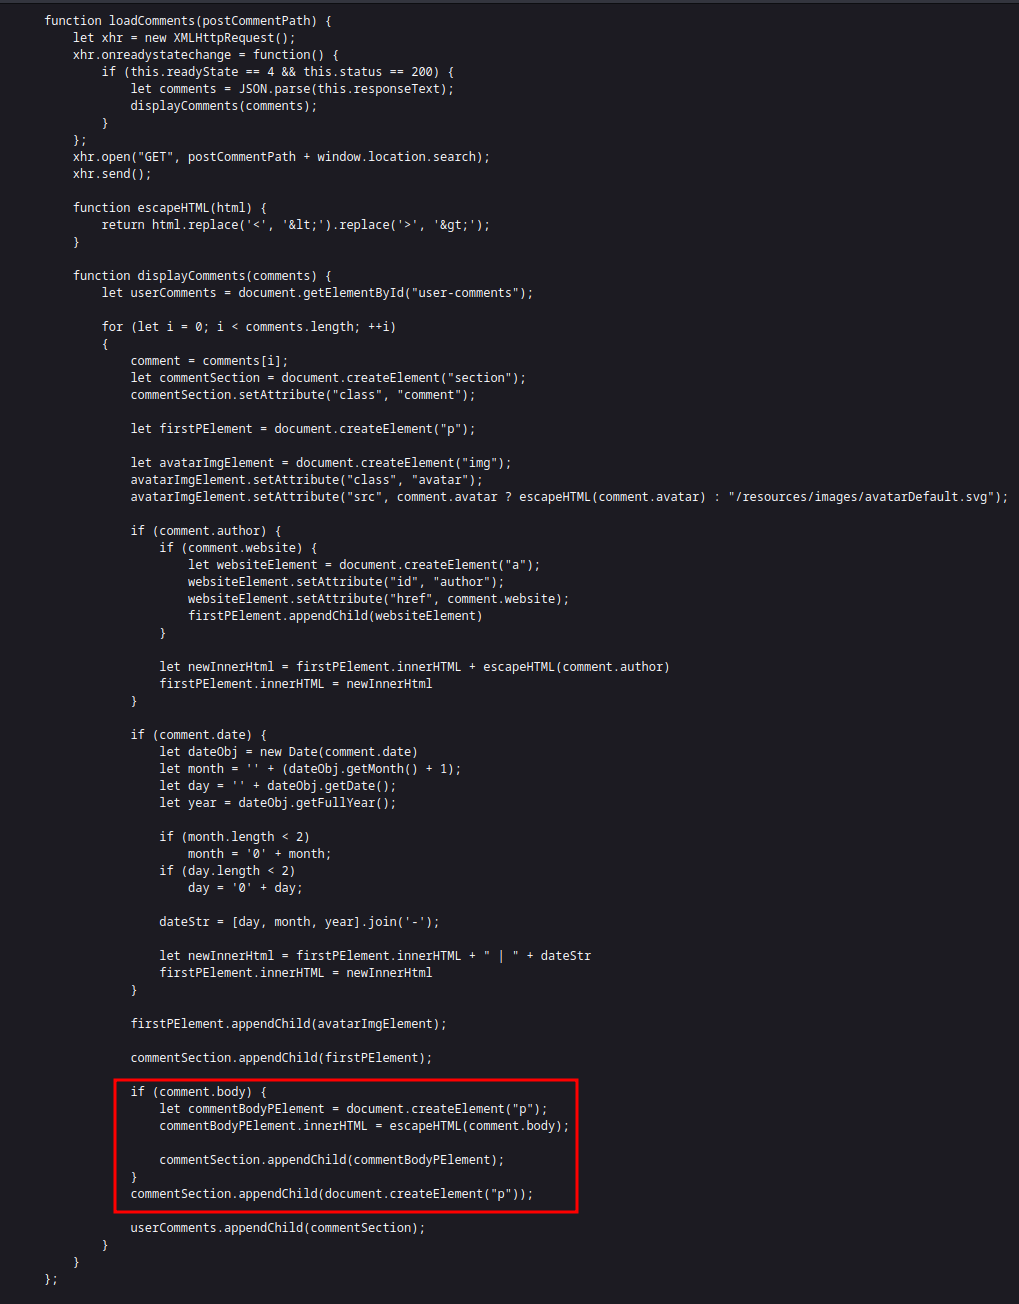 function loadComments(postCommentPath) {
    let xhr = new XMLHttpRequest();
    xhr.onreadystatechange = function() {
        if (this.readyState == 4 && this.status == 200) {
            let comments = JSON.parse(this.responseText);
            displayComments(comments);
        }
    };
    xhr.open("GET", postCommentPath + window.location.search);
    xhr.send();

    function escapeHTML(html) {
        return html.replace('<', '&lt;').replace('>', '&gt;');
    }

    function displayComments(comments) {
        let userComments = document.getElementById("user-comments");

        for (let i = 0; i < comments.length; ++i)
        {
            comment = comments[i];
            let commentSection = document.createElement("section");
            commentSection.setAttribute("class", "comment");

            let firstPElement = document.createElement("p");

            let avatarImgElement = document.createElement("img");
            avatarImgElement.setAttribute("class", "avatar");
            avatarImgElement.setAttribute("src", comment.avatar ? escapeHTML(comment.avatar) : "/resources/images/avatarDefault.svg");

            if (comment.author) {
                if (comment.website) {
                    let websiteElement = document.createElement("a");
                    websiteElement.setAttribute("id", "author");
                    websiteElement.setAttribute("href", comment.website);
                    firstPElement.appendChild(websiteElement)
                }

                let newInnerHtml = firstPElement.innerHTML + escapeHTML(comment.author)
                firstPElement.innerHTML = newInnerHtml
            }

            if (comment.date) {
                let dateObj = new Date(comment.date)
                let month = '' + (dateObj.getMonth() + 1);
                let day = '' + dateObj.getDate();
                let year = dateObj.getFullYear();

                if (month.length < 2)
                    month = '0' + month;
                if (day.length < 2)
                    day = '0' + day;

                dateStr = [day, month, year].join('-');

                let newInnerHtml = firstPElement.innerHTML + " | " + dateStr
                firstPElement.innerHTML = newInnerHtml
            }

            firstPElement.appendChild(avatarImgElement);

            commentSection.appendChild(firstPElement);

            if (comment.body) {
                let commentBodyPElement = document.createElement("p");
                commentBodyPElement.innerHTML = escapeHTML(comment.body);

                commentSection.appendChild(commentBodyPElement);
            }
            commentSection.appendChild(document.createElement("p"));

            userComments.appendChild(commentSection);
        }
    }
};